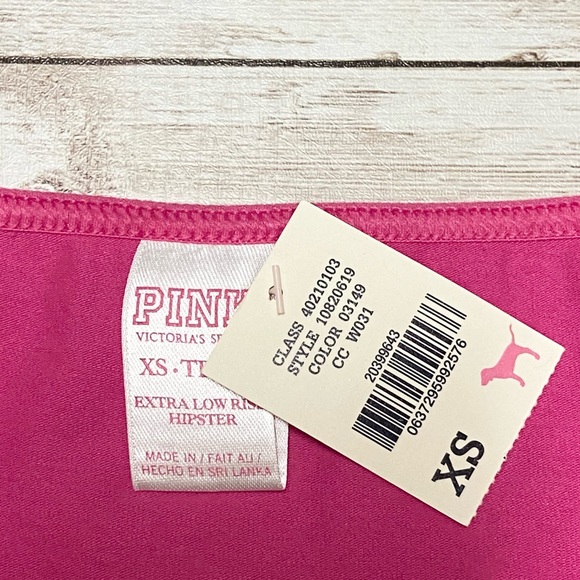 PINK
VICTORIA'S
XS
EXTRA LOW RISE
HIPSTER
MADE IN / FAIT AU /
HECHO EN SRI LANKA
CLASS 40210103
STYLE 10820619
COLOR 03149
CC W031
20399643
0637295992576
XS